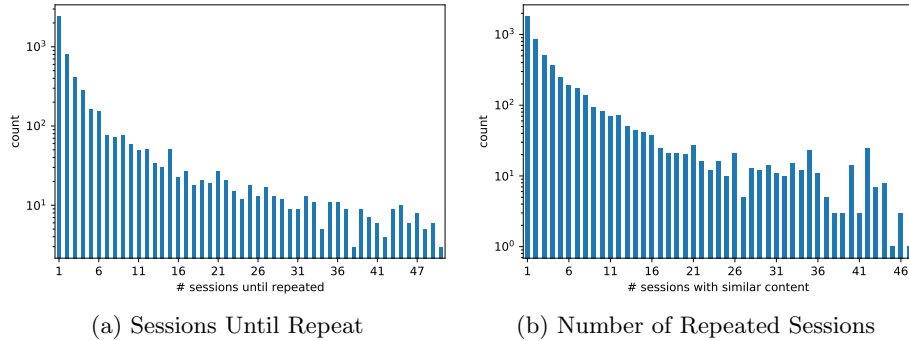 10³
10²
10¹
count
1 6 11 16 21 26 31 36 41 47
# sessions until repeated
(a) Sessions Until Repeat
10³
10²
10¹
10⁰
count
1 6 11 16 21 26 31 36 41 46
# sessions with similar content
(b) Number of Repeated Sessions